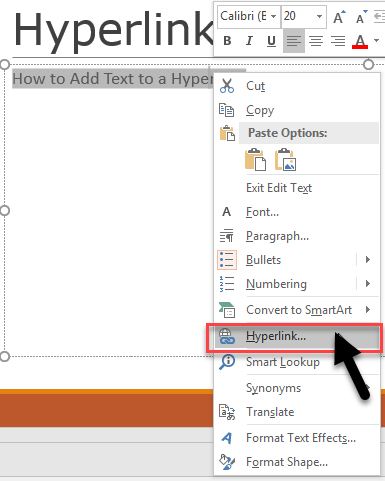 Hyperlink
Calibri (E
20
A A
B I U A
How to Add Text to a Hyper
Cut
Copy
Paste Options:
Exit Edit Text
A Font...
Paragraph...
Bullets
Numbering
Convert to SmartArt
Hyperlink...
Smart Lookup
Synonyms
Translate
A Format Text Effects...
Format Shape...